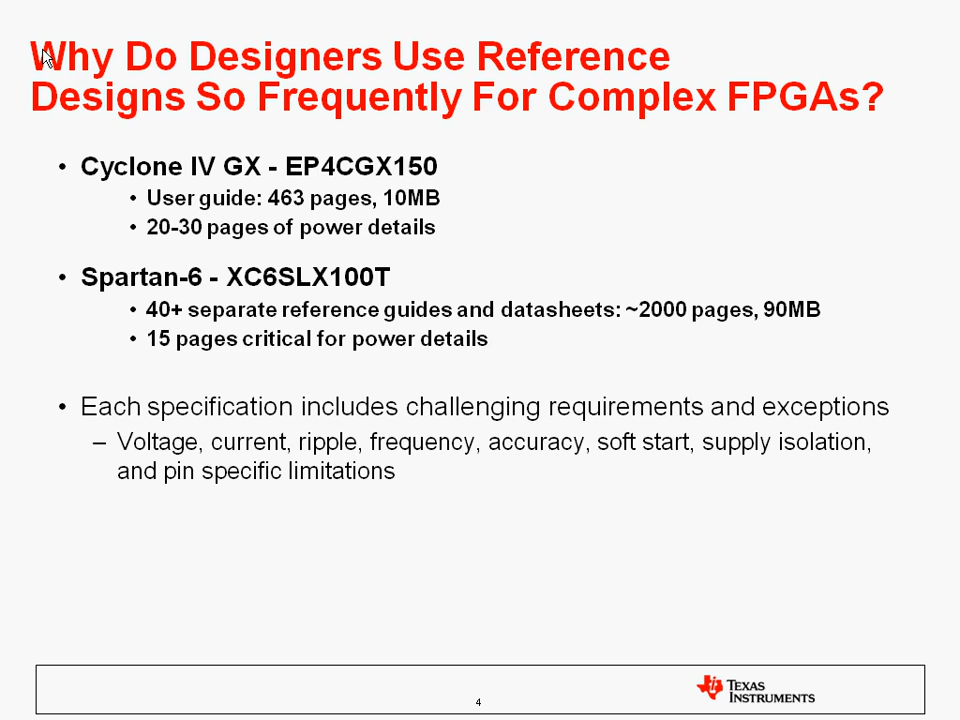 Why Do Designers Use Reference
Designs So Frequently For Complex FPGAs?
• Cyclone IV GX - EP4CGX150
• User guide: 463 pages, 10MB
• 20-30 pages of power details
• Spartan-6 - XC6SLX100T
• 40+ separate reference guides and datasheets: ~2000 pages, 90MB
• 15 pages critical for power details
• Each specification includes challenging requirements and exceptions
– Voltage, current, ripple, frequency, accuracy, soft start, supply isolation,
and pin specific limitations
4
TEXAS
INSTRUMENTS